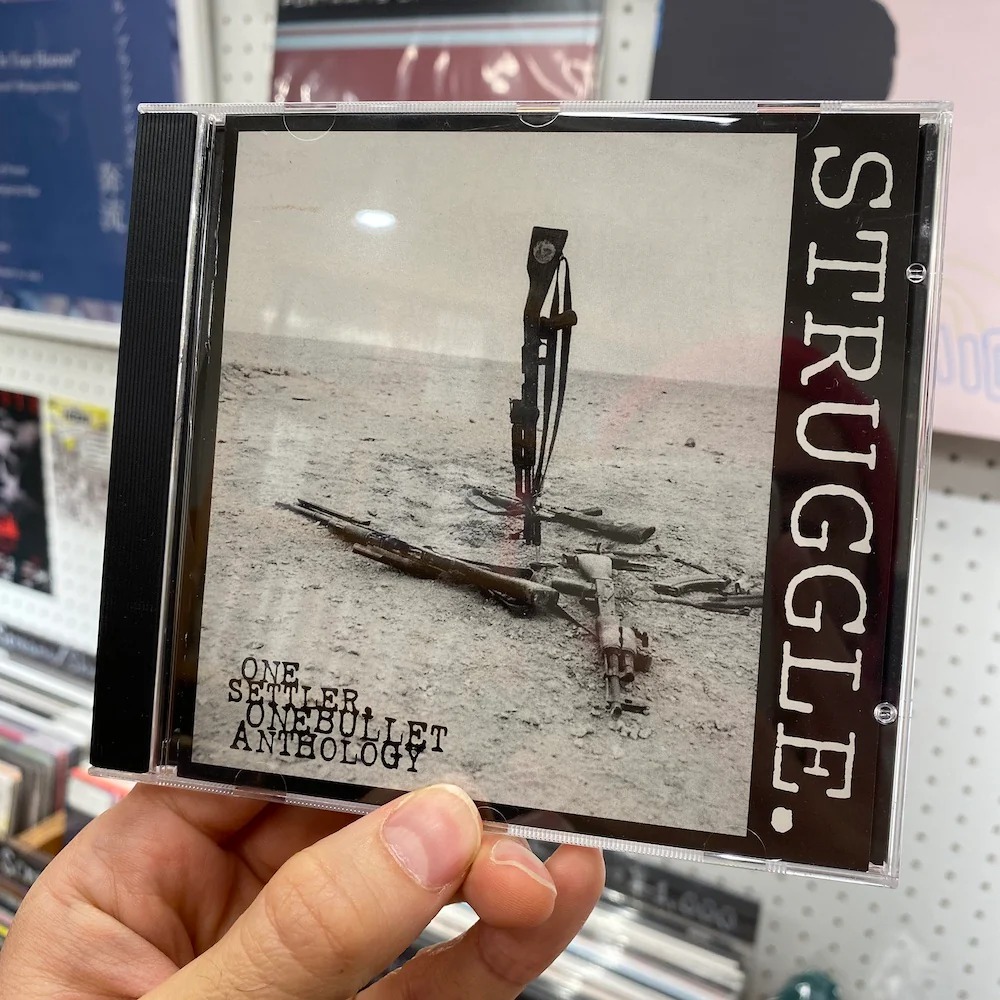 STRUGGLE.
ONE
SETTLER,
ONEBULLET
ANTHOLOGY